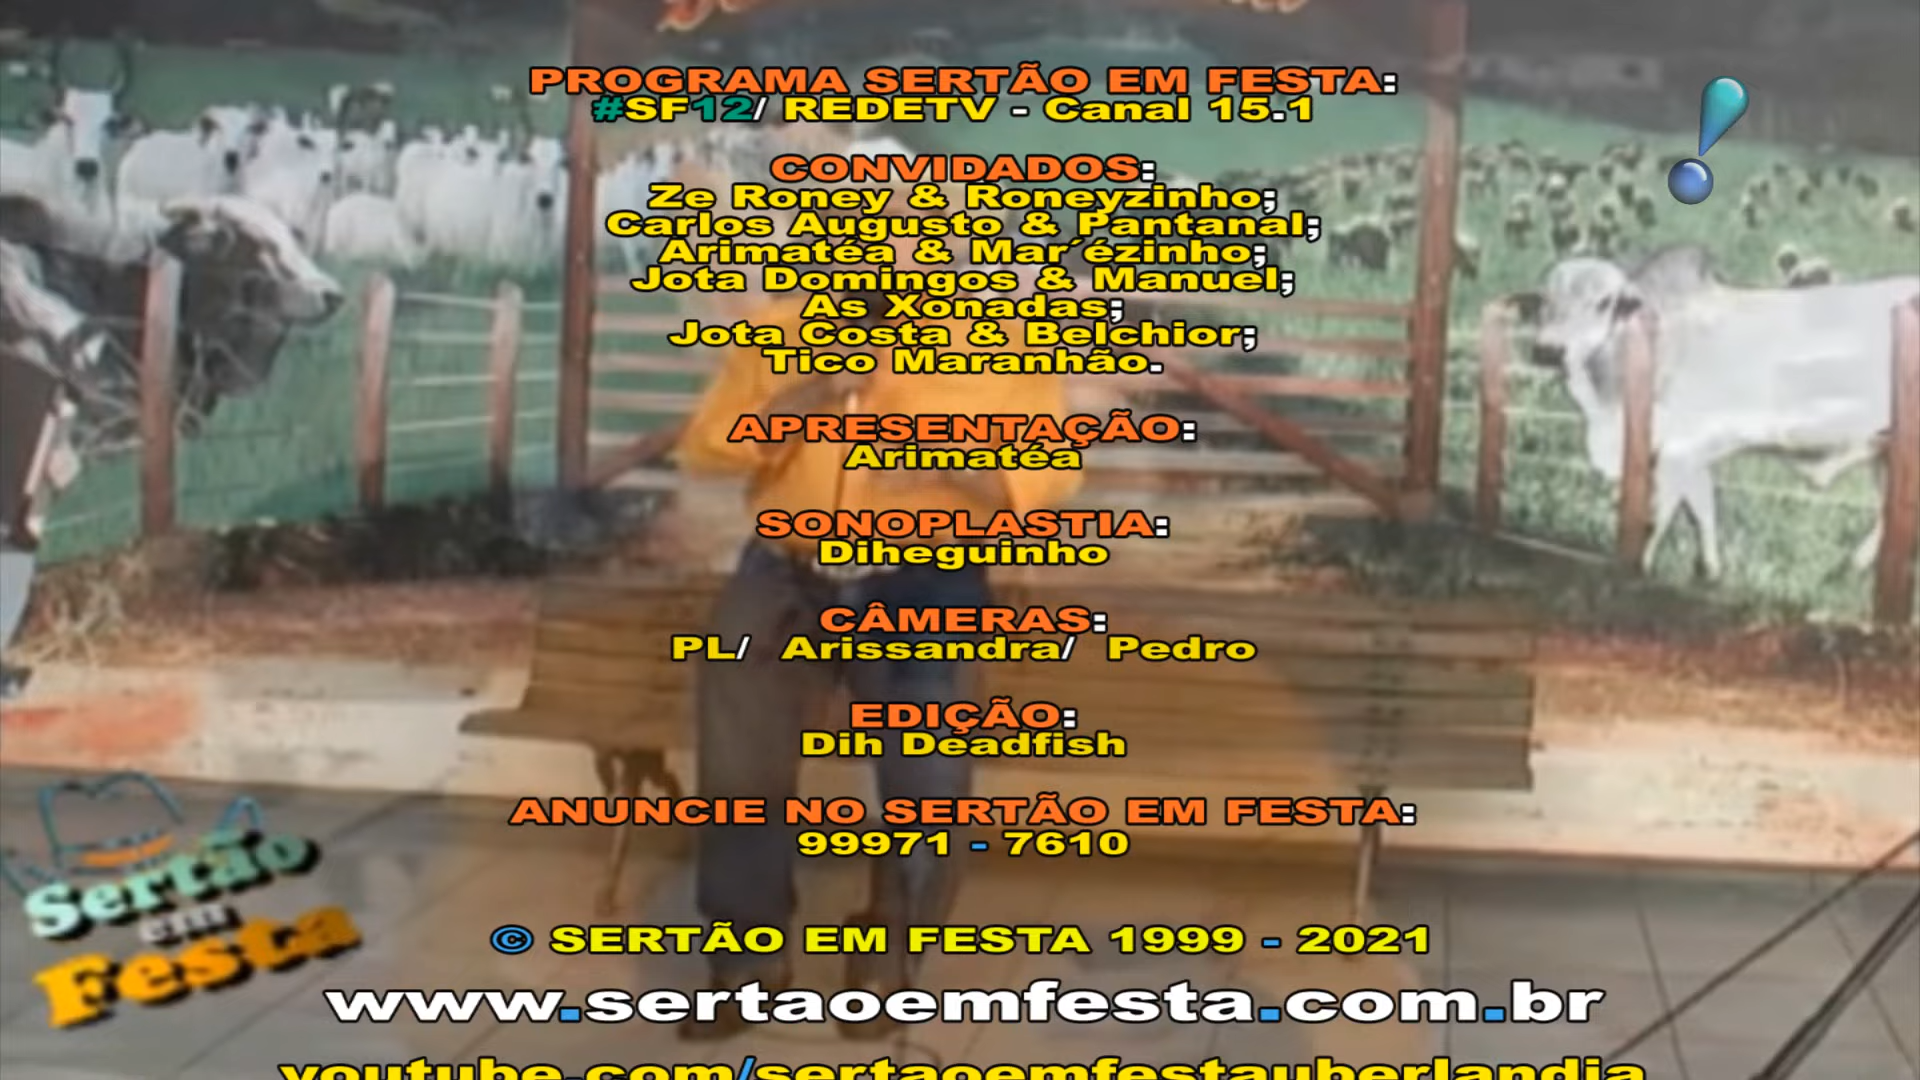 PROGRAMA SERTÃO EM FESTA:
#SF12/ REDETV - Canal 15.1
CONVIDADOS:
Ze Roney & Roneyzinho;
Carlos Augusto & Pantanal;
Arimatéa & Mar´ézinho;
Jota Domingos & Manuel;
As Xonadas;
Jota Costa & Belchior;
Tico Maranhão.
APRESENTAÇÃO:
Arimatéa
SONOPLASTIA:
Diheguinho
CÂMERAS:
PL/ Arissandra/ Pedro
EDIÇÃO:
Dih Deadfish
ANUNCIE NO SERTÃO EM FESTA:
99971 - 7610
© SERTÃO EM FESTA 1999 - 2021
www.sertaoemfesta.com.br
youtube.com/sertaoemfestauberlandia
Sertão
em
Festa